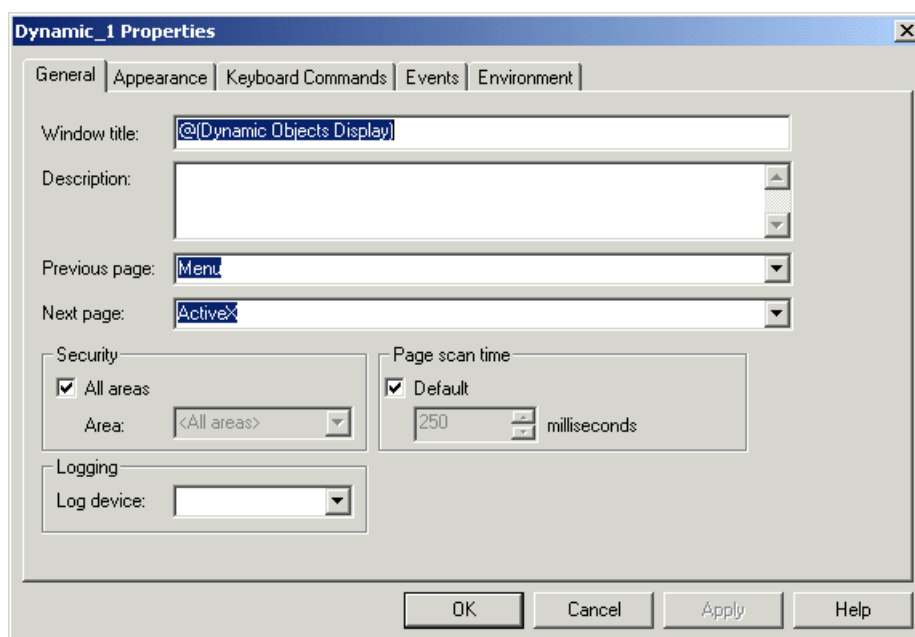 Dynamic_1 Properties
General Appearance Keyboard Commands Events Environment
Window title: @(Dynamic Objects Display)
Description:
Previous page: Menu
Next page: ActiveX
Security
All areas
Area: <All areas>
Page scan time
Default
250 milliseconds
Logging
Log device:
OK Cancel Apply Help